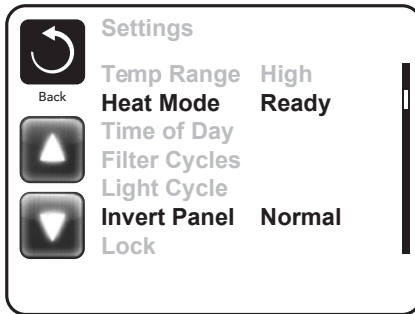 Settings
Back
Temp Range High
Heat Mode Ready
Time of Day
Filter Cycles
Light Cycle
Invert Panel Normal
Lock